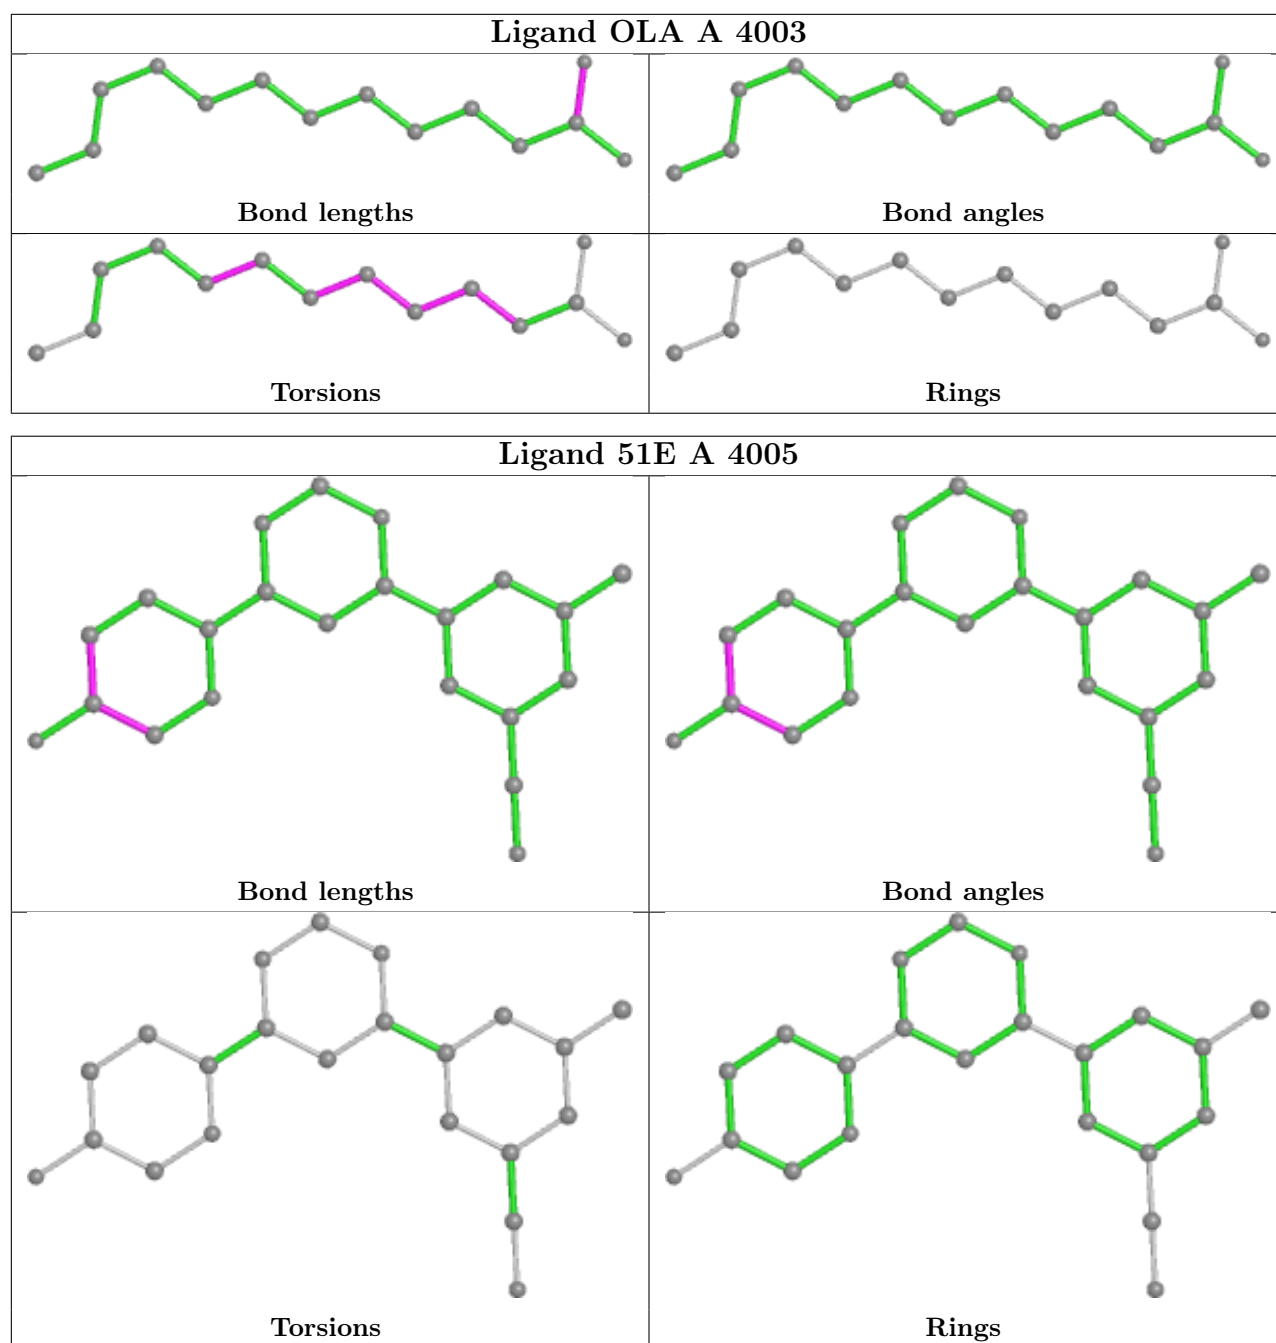 Ligand OLA A 4003
Bond lengths
Bond angles
Torsions
Rings
Ligand 51E A 4005
Bond lengths
Bond angles
Torsions
Rings